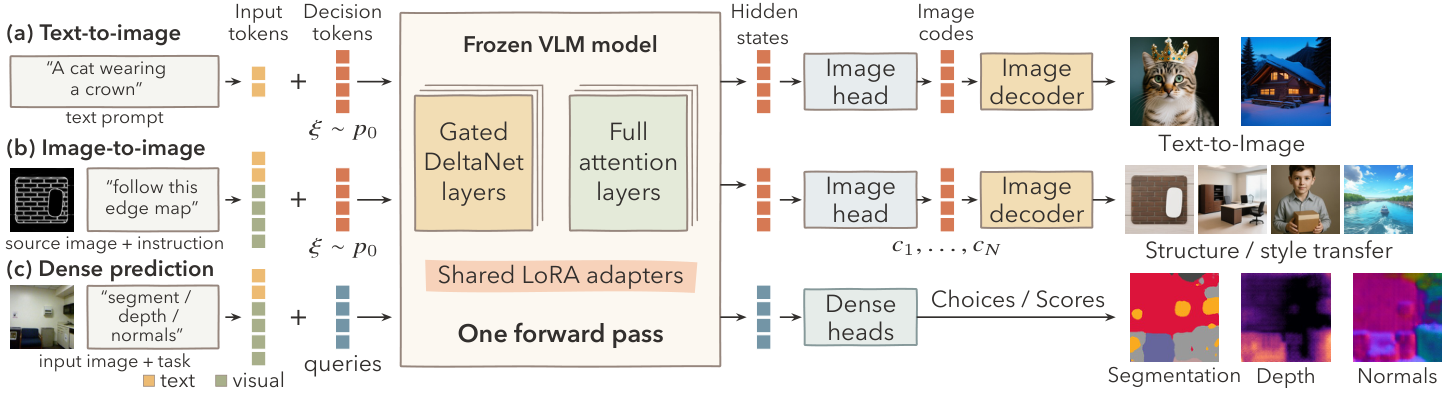 (a) Text-to-image
Input tokens
Decision tokens
Frozen VLM model
Hidden states
Image codes
“A cat wearing
a crown”
text prompt
+
ξ ~ p0
Image head
Image decoder
Text-to-Image
(b) Image-to-image
“follow this
edge map”
source image + instruction
+
ξ ~ p0
Gated
DeltaNet
layers
Full
attention
layers
Image head
c1, . . . , cN
Image decoder
Structure / style transfer
(c) Dense prediction
“segment /
depth /
normals”
input image + task
+
queries
Shared LoRA adapters
One forward pass
Dense heads
Choices / Scores
Segmentation
Depth
Normals
text
visual